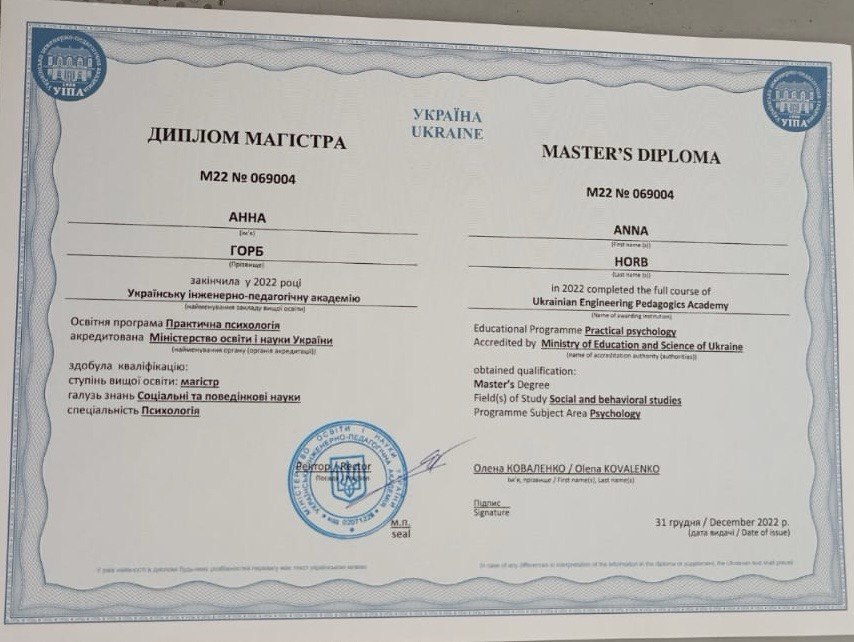 УКРАЇНА
UKRAINE
ДИПЛОМ МАГІСТРА
М22 № 069004
АННА
(Ім'я)
ГОРБ
(Прізвище)
закінчила у 2022 році
Українську інженерно-педагогічну академію
(найменування закладу вищої освіти)
Освітня програма Практична психологія
акредитована Міністерство освіти і науки України
(найменування органу (органів акредитації))
здобула кваліфікацію:
ступінь вищої освіти: магістр
галузь знань Соціальні та поведінкові науки
спеціальність Психологія
Ректор / Rector
М.П.
seal
MASTER'S DIPLOMA
М22 № 069004
ANNA
(First name (s))
HORB
(Last name (s))
in 2022 completed the full course of
Ukrainian Engineering Pedagogics Academy
(Name of awarding institution)
Educational Programme Practical psychology
Accredited by Ministry of Education and Science of Ukraine
(name of accreditation authority (authorities))
obtained qualification:
Master's Degree
Field(s) of Study Social and behavioral studies
Programme Subject Area Psychology
Олена КОВАЛЕНКО / Olena KOVALENKO
(ім'я, прізвище / First name(s), Last name(s))
Підпис
Signature
31 грудня / December 2022 р.
(дата видачі / Date of issue)
УІПА
УІПА